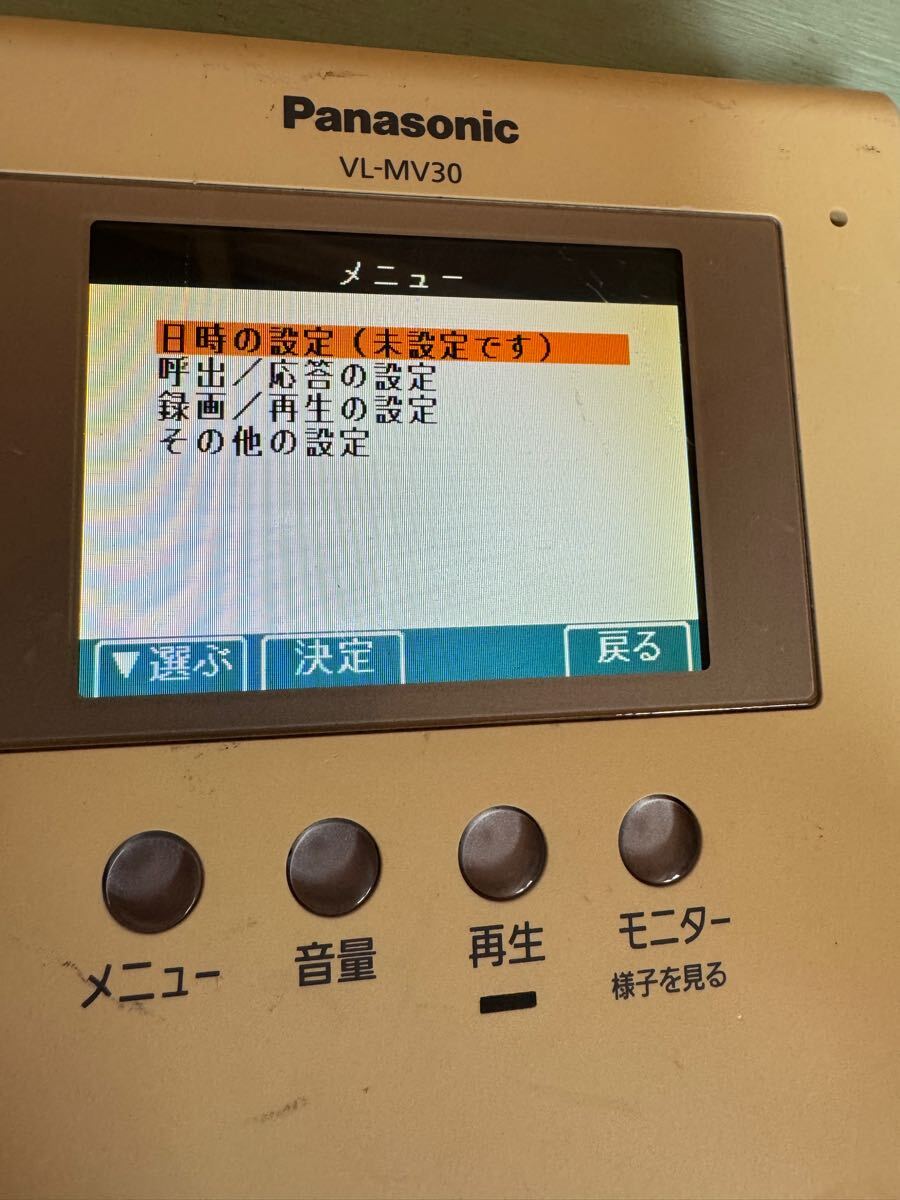 Panasonic
VL-MV30
メニュー
日時の設定(未設定です)
呼出/応答の設定
録画/再生の設定
その他の設定
▼選ぶ 決定 戻る
メニュー 音量 再生 モニター
様子を見る